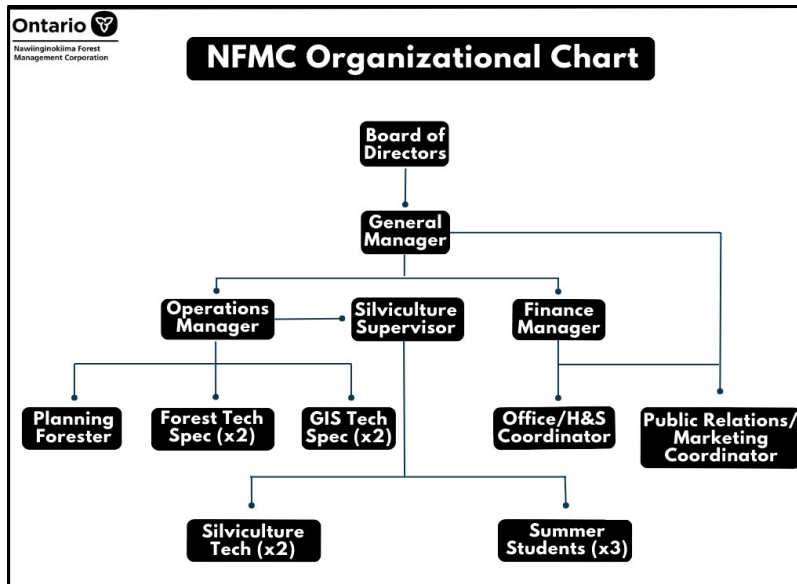 Ontario
Nawiinginokiima Forest
Management Corporation
NFMC Organizational Chart
Board of
Directors
General
Manager
Operations
Manager
Silviculture
Supervisor
Finance
Manager
Planning
Forester
Forest Tech
Spec (x2)
GIS Tech
Spec (x2)
Office/H&S
Coordinator
Public Relations/
Marketing
Coordinator
Silviculture
Tech (x2)
Summer
Students (x3)